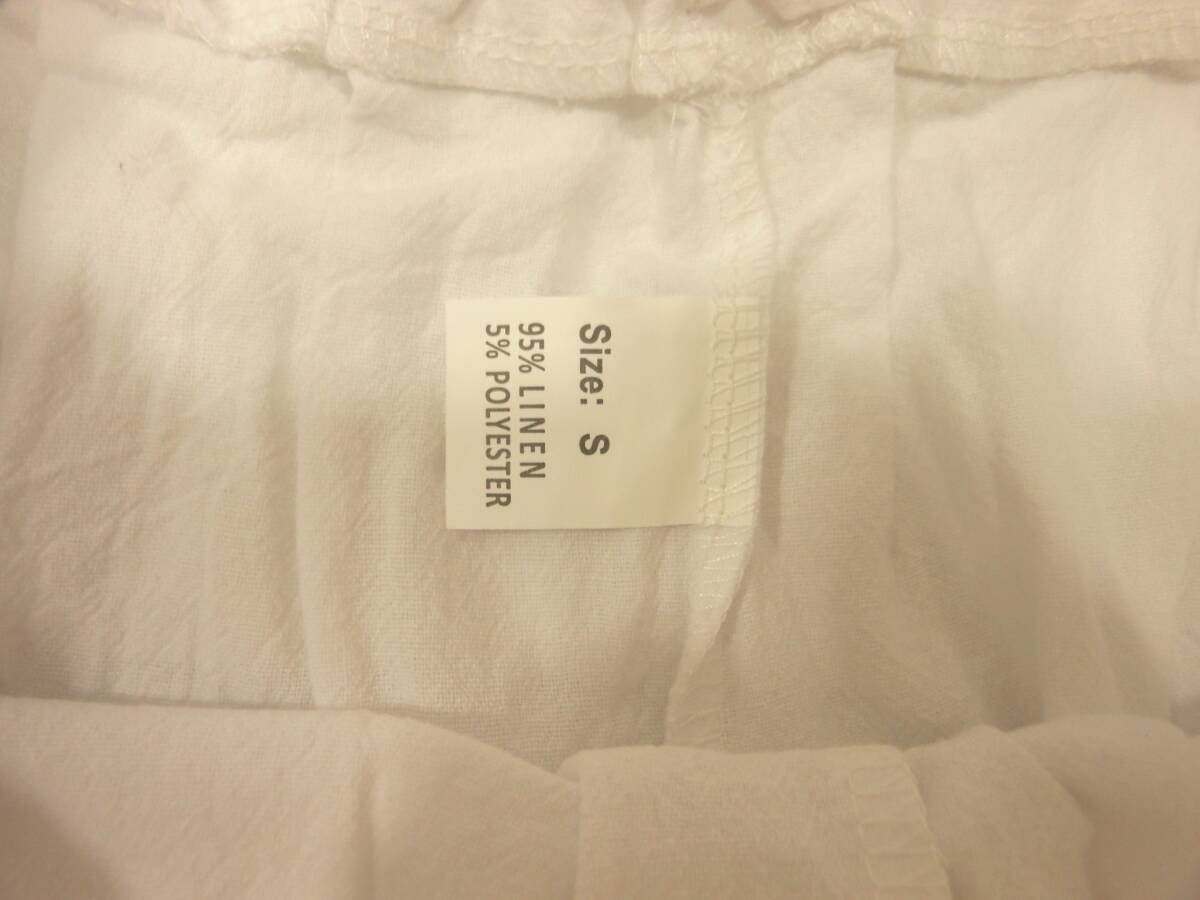 Size: S
95% LINEN
5% POLYESTER